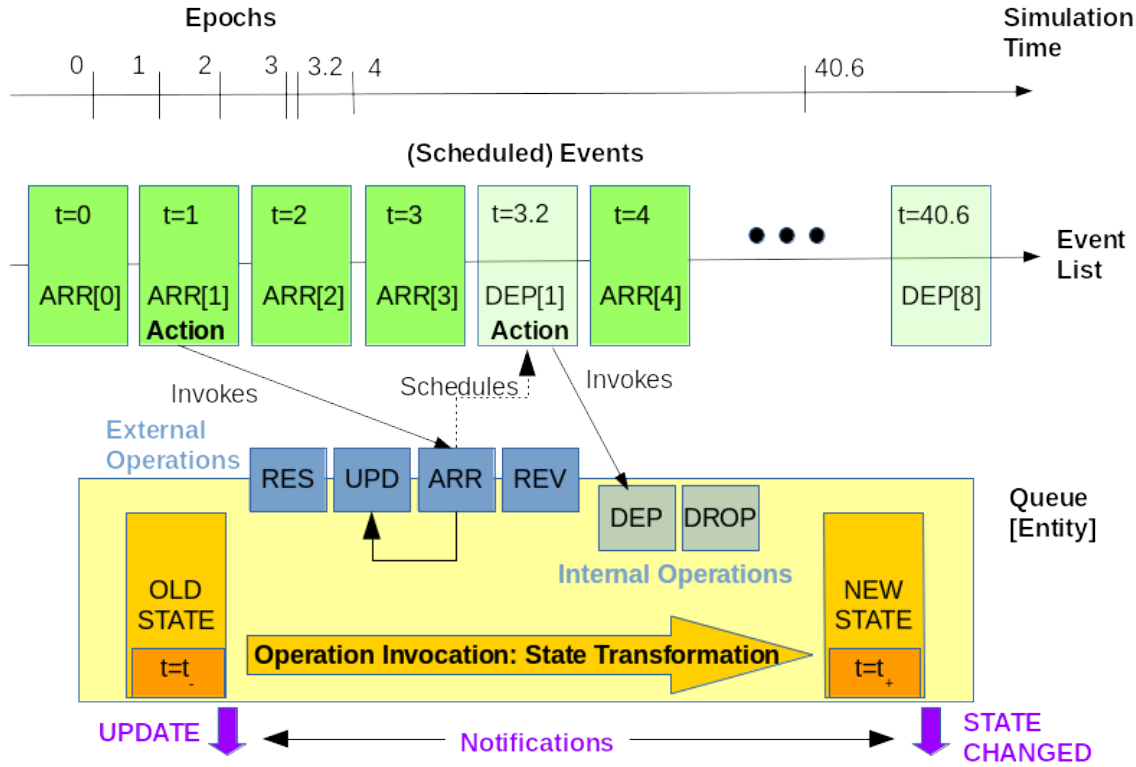 Epochs
Simulation
Time
0 1 2 3 3.2 4 40.6
(Scheduled) Events
t=0 t=1 t=2 t=3 t=3.2 t=4 t=40.6
Event
List
ARR[0] ARR[1] ARR[2] ARR[3] DEP[1] ARR[4] DEP[8]
Action Action
Invokes Schedules Invokes
External
Operations
RES UPD ARR REV
DEP DROP
Queue
[Entity]
Internal Operations
OLD
STATE
NEW
STATE
Operation Invocation: State Transformation
t=t-
t=t+
UPDATE
Notifications
STATE
CHANGED